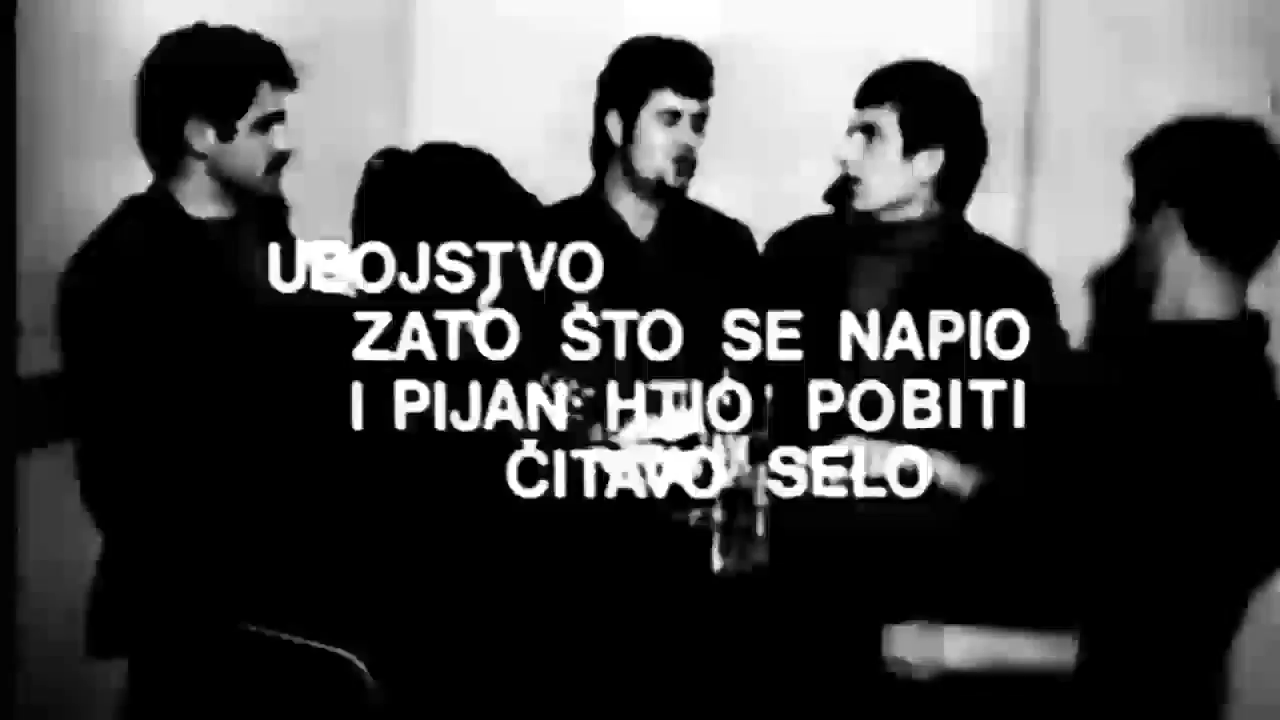 UBOJSTVO
ZATO ŠTO SE NAPIO
I PIJAN HTIO POBITI
ČITAVO SELO